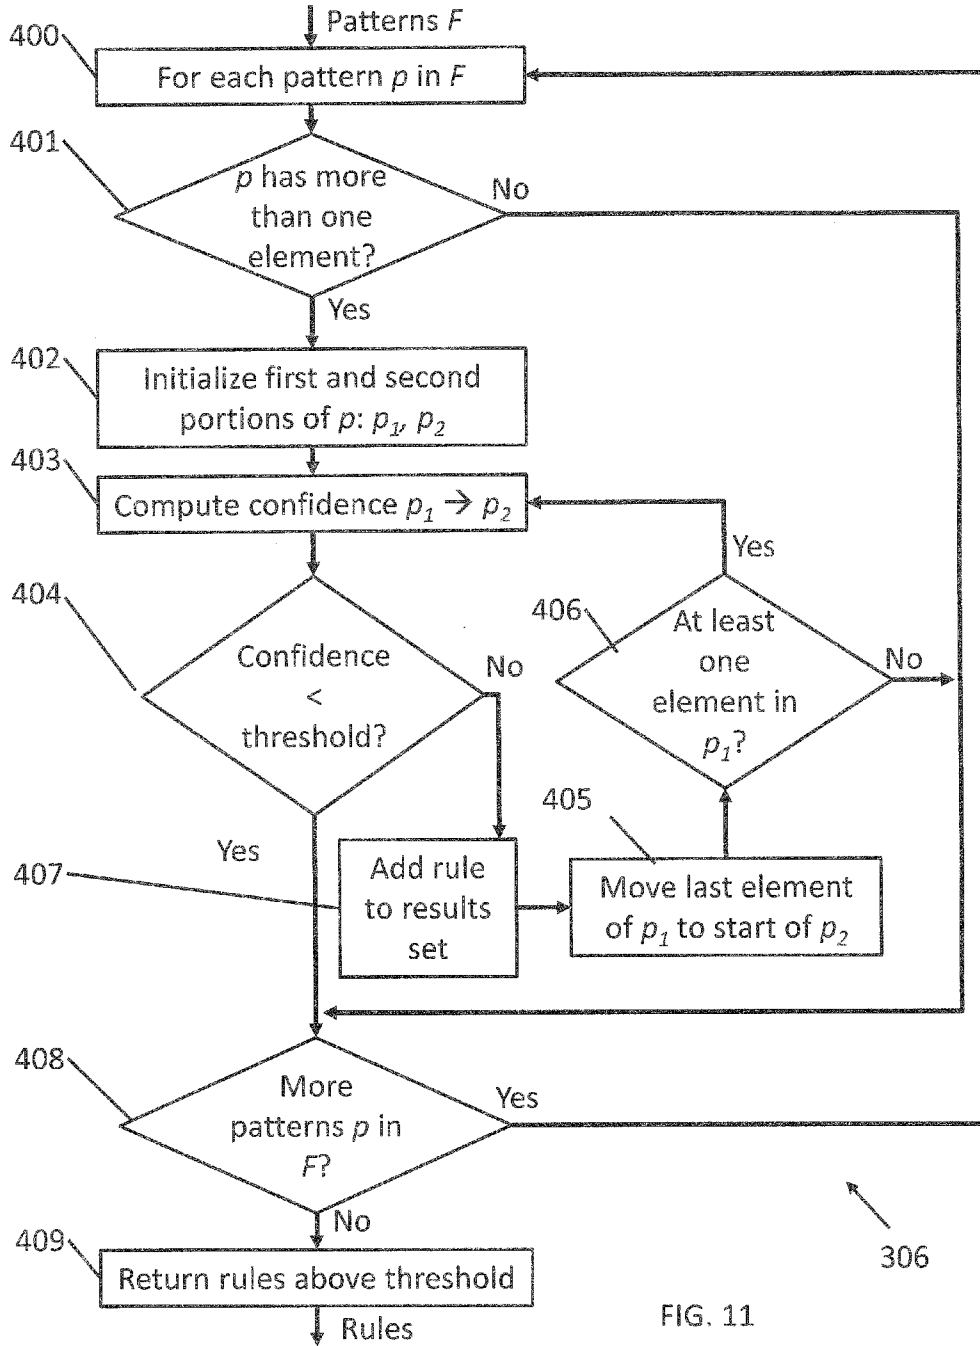 Patterns F
400
For each pattern p in F
401
p has more
than one
element?
No
Yes
402
Initialize first and second
portions of p: p1, p2
403
Compute confidence p1 → p2
Yes
404
Confidence
<
threshold?
No
406
At least
one
element in
p1?
No
405
Yes
407
Add rule
to results
set
Move last element
of p1 to start of p2
408
More
patterns p in
F?
Yes
No
306
409
Return rules above threshold
Rules
FIG. 11